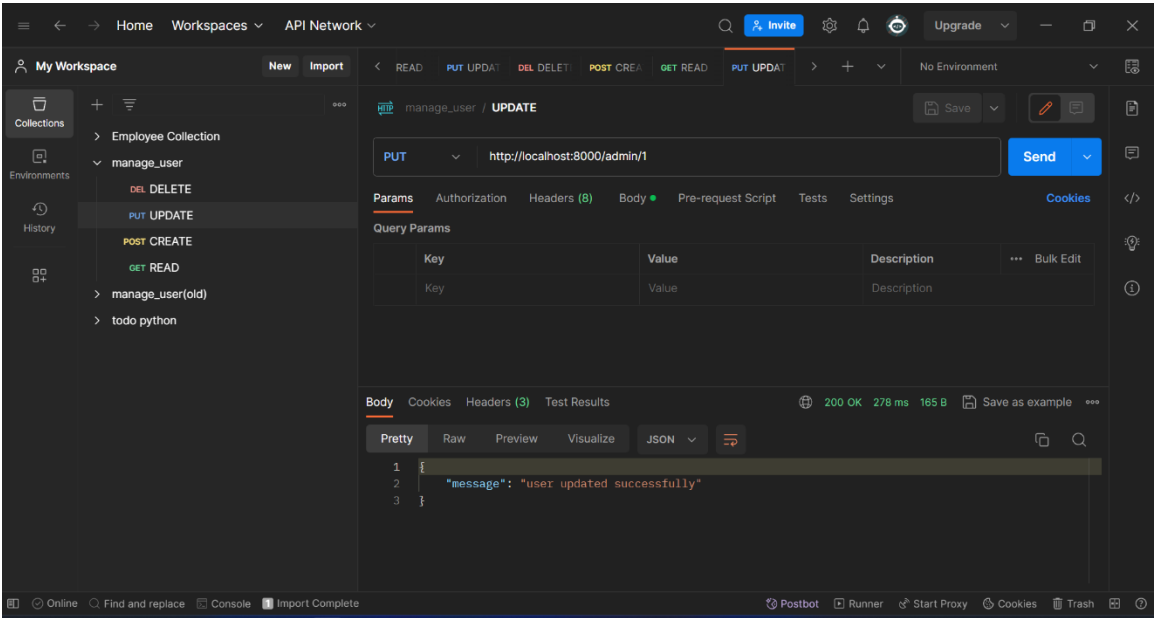 Home Workspaces API Network Invite Upgrade
My Workspace New Import READ PUT UPDAT DEL DELETI POST CREA GET READ PUT UPDAT No Environment
Collections
Environments
History
Employee Collection
manage_user
DEL DELETE
PUT UPDATE
POST CREATE
GET READ
manage_user(old)
todo python
HTTP manage_user / UPDATE Save
PUT http://localhost:8000/admin/1 Send
Params Authorization Headers (8) Body Pre-request Script Tests Settings Cookies
Query Params
Key Value Description Bulk Edit
Key Value Description
Body Cookies Headers (3) Test Results 200 OK 278 ms 165 B Save as example
Pretty Raw Preview Visualize JSON
1 {
2 "message": "user updated successfully"
3 }
Online Find and replace Console 1 Import Complete Postbot Runner Start Proxy Cookies Trash